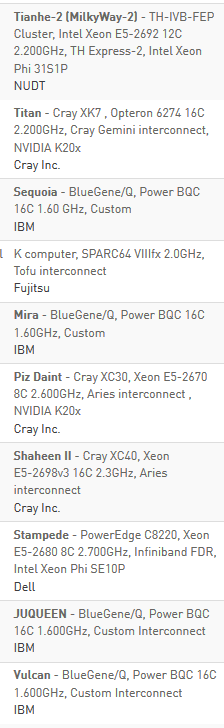 Tianhe-2 (MilkyWay-2) - TH-IVB-FEP
Cluster, Intel Xeon E5-2692 12C
2.200GHz, TH Express-2, Intel Xeon
Phi 31S1P
NUDT
Titan - Cray XK7 , Opteron 6274 16C
2.200GHz, Cray Gemini interconnect,
NVIDIA K20x
Cray Inc.
Sequoia - BlueGene/Q, Power BQC
16C 1.60 GHz, Custom
IBM
K computer, SPARC64 VIIIfx 2.0GHz,
Tofu interconnect
Fujitsu
Mira - BlueGene/Q, Power BQC 16C
1.60GHz, Custom
IBM
Piz Daint - Cray XC30, Xeon E5-2670
8C 2.600GHz, Aries interconnect ,
NVIDIA K20x
Cray Inc.
Shaheen II - Cray XC40, Xeon
E5-2698v3 16C 2.3GHz, Aries
interconnect
Cray Inc.
Stampede - PowerEdge C8220, Xeon
E5-2680 8C 2.700GHz, Infiniband FDR,
Intel Xeon Phi SE10P
Dell
JUQUEEN - BlueGene/Q, Power BQC
16C 1.600GHz, Custom Interconnect
IBM
Vulcan - BlueGene/Q, Power BQC 16C
1.600GHz, Custom Interconnect
IBM